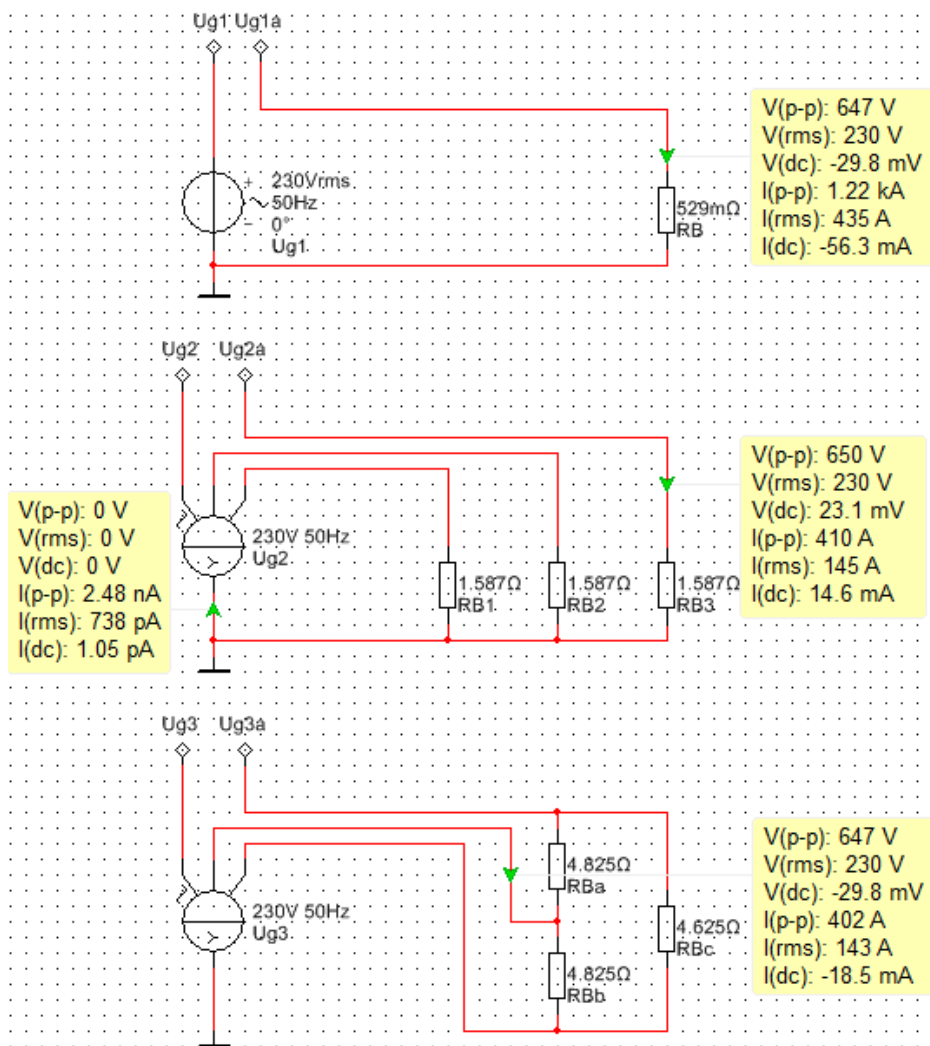 Ug1 Ug1a
V(p-p): 647 V
V(rms): 230 V
V(dc): -29.8 mV
I(p-p): 1.22 kA
I(rms): 435 A
I(dc): -56.3 mA
+
230Vrms
50Hz
0°
−
Ug1
529mΩ
RB
Ug2 Ug2a
V(p-p): 650 V
V(rms): 230 V
V(dc): 23.1 mV
I(p-p): 410 A
I(rms): 145 A
I(dc): 14.6 mA
V(p-p): 0 V
V(rms): 0 V
V(dc): 0 V
I(p-p): 2.48 nA
I(rms): 738 pA
I(dc): 1.05 pA
230V 50Hz
Ug2
1.587Ω
RB1
1.587Ω
RB2
1.587Ω
RB3
Ug3 Ug3a
4.825Ω
RBa
V(p-p): 647 V
V(rms): 230 V
V(dc): -29.8 mV
I(p-p): 402 A
I(rms): 143 A
I(dc): -18.5 mA
230V 50Hz
Ug3
4.625Ω
RBc
4.825Ω
RBb